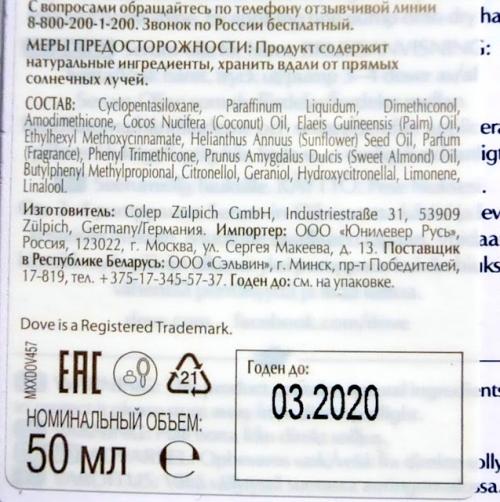 С вопросами обращайтесь по телефону отзывчивой линии
8-800-200-1-200. Звонок по России бесплатный.
МЕРЫ ПРЕДОСТОРОЖНОСТИ: Продукт содержит
натуральные ингредиенты, хранить вдали от прямых
солнечных лучей.
СОСТАВ: Cyclopentasiloxane, Paraffinum Liquidum, Dimethiconol,
Amodimethicone, Cocos Nucifera (Coconut) Oil, Elaeis Guineensis (Palm) Oil,
Ethylhexyl Methoxycinnamate, Helianthus Annuus (Sunflower) Seed Oil, Parfum
(Fragrance), Phenyl Trimethicone, Prunus Amygdalus Dulcis (Sweet Almond) Oil,
Butylphenyl Methylpropional, Citronellol, Geraniol, Hydroxycitronellal, Limonene,
Linalool.
Изготовитель: Colep Zülpich GmbH, Industriestraße 31, 53909
Zülpich, Germany/Германия. Импортер: ООО «Юнилевер Русь»,
Россия, 123022, г. Москва, ул. Сергея Макеева, д. 13. Поставщик
в Республике Беларусь: ООО «Сэльвин», г. Минск, пр-т Победителей,
17-819, тел. +375-17-345-57-37. Годен до: см. на упаковке.
Dove is a Registered Trademark.
MXXDOV457
EAC
21
Годен до:
03.2020
НОМИНАЛЬНЫЙ ОБЪЕМ:
50 мл ℮